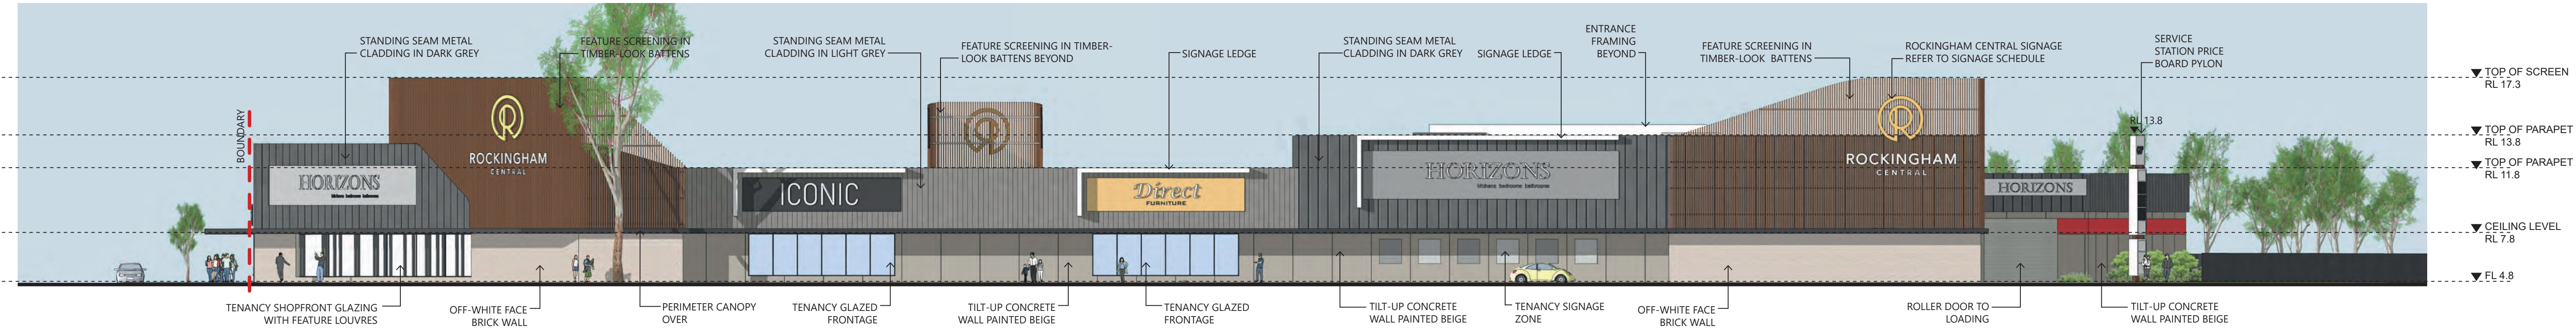 STANDING SEAM METAL
CLADDING IN DARK GREY
FEATURE SCREENING IN
TIMBER-LOOK BATTENS
STANDING SEAM METAL
CLADDING IN LIGHT GREY
FEATURE SCREENING IN TIMBER-
LOOK BATTENS BEYOND
SIGNAGE LEDGE
STANDING SEAM METAL
CLADDING IN DARK GREY
SIGNAGE LEDGE
ENTRANCE
FRAMING
BEYOND
FEATURE SCREENING IN
TIMBER-LOOK BATTENS
ROCKINGHAM CENTRAL SIGNAGE
REFER TO SIGNAGE SCHEDULE
SERVICE
STATION PRICE
BOARD PYLON
TOP OF SCREEN
RL 17.3
TOP OF PARAPET
RL 13.8
TOP OF PARAPET
RL 11.8
CEILING LEVEL
RL 7.8
FL 4.8
BOUNDARY
HORIZONS
kitchens bedrooms bathrooms
R
ROCKINGHAM
CENTRAL
ICONIC
R
Direct
FURNITURE
HORIZONS
kitchens bedrooms bathrooms
R
ROCKINGHAM
CENTRAL
HORIZONS
RL 13.8
TENANCY SHOPFRONT GLAZING
WITH FEATURE LOUVRES
OFF-WHITE FACE
BRICK WALL
PERIMETER CANOPY
OVER
TENANCY GLAZED
FRONTAGE
TILT-UP CONCRETE
WALL PAINTED BEIGE
TENANCY GLAZED
FRONTAGE
TILT-UP CONCRETE
WALL PAINTED BEIGE
TENANCY SIGNAGE
ZONE
OFF-WHITE FACE
BRICK WALL
ROLLER DOOR TO
LOADING
TILT-UP CONCRETE
WALL PAINTED BEIGE